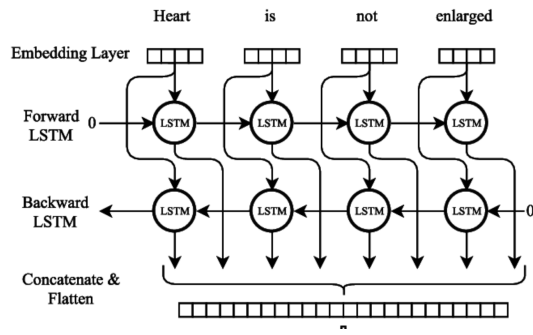 Heart is not enlarged
Embedding Layer
Forward
LSTM
0
LSTM LSTM LSTM LSTM
Backward
LSTM
LSTM LSTM LSTM LSTM
0
Concatenate &
Flatten